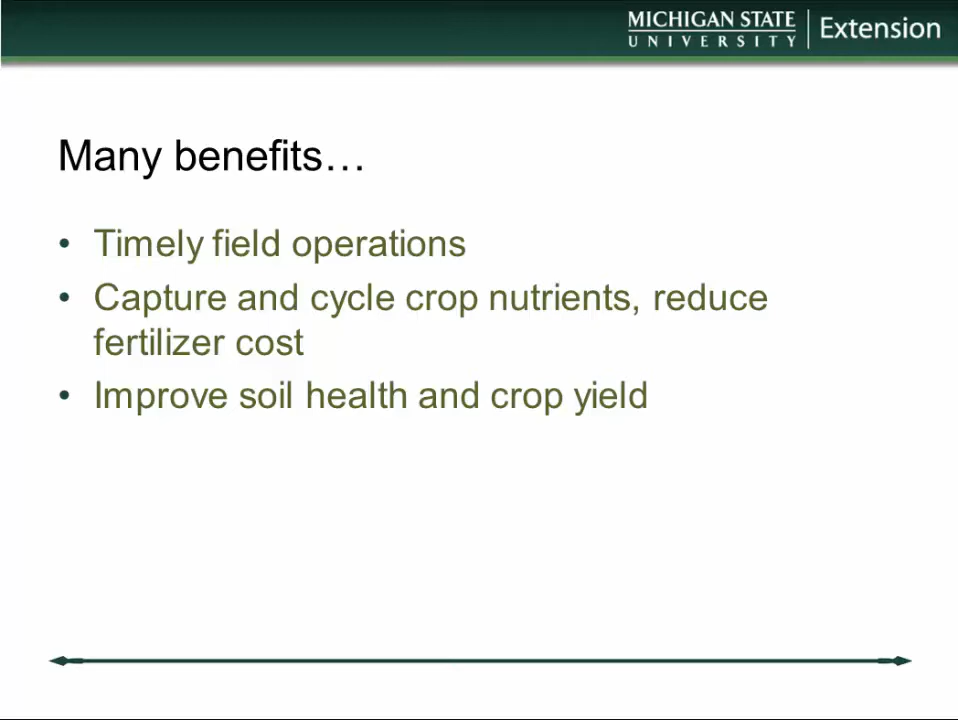 MICHIGAN STATE
UNIVERSITY
Extension
Many benefits…
• Timely field operations
• Capture and cycle crop nutrients, reduce
fertilizer cost
• Improve soil health and crop yield